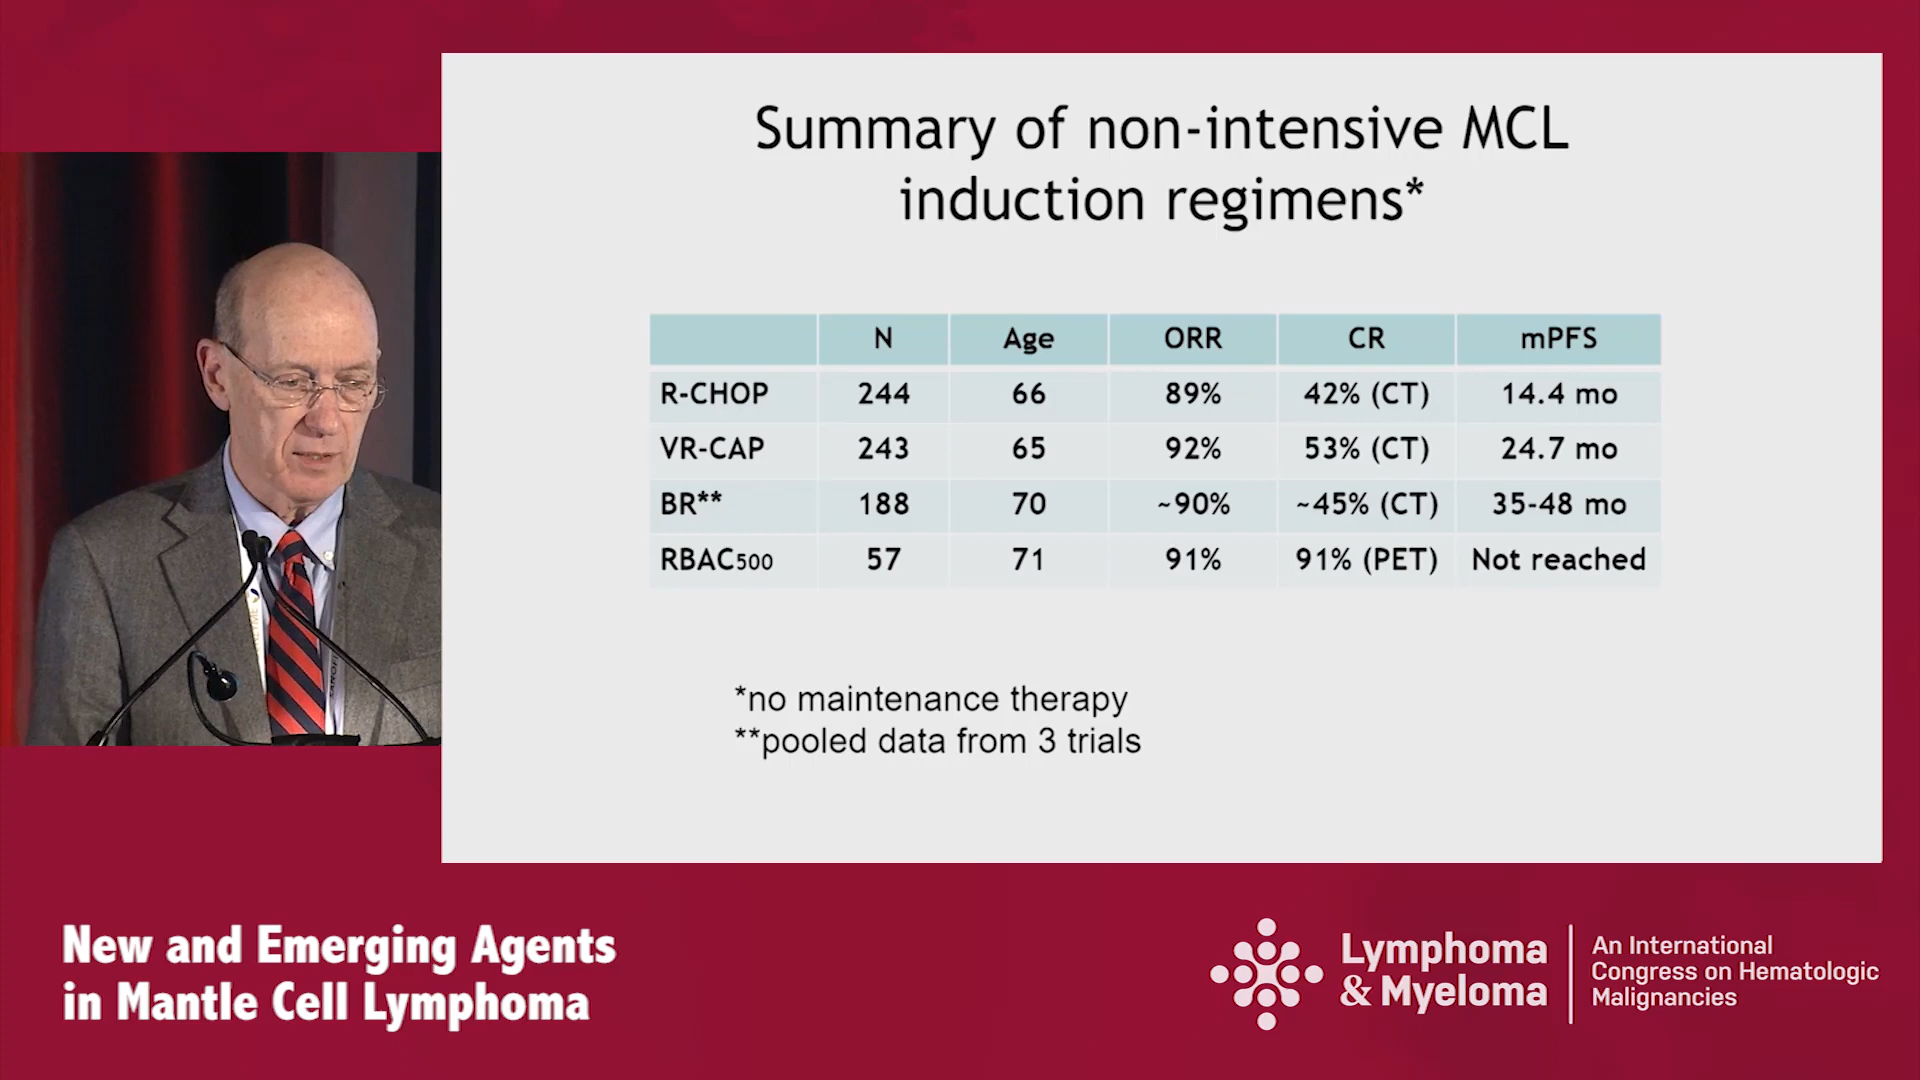 Summary of non-intensive MCL
induction regimens*
N Age ORR CR mPFS
R-CHOP 244 66 89% 42% (CT) 14.4 mo
VR-CAP 243 65 92% 53% (CT) 24.7 mo
BR** 188 70 ~90% ~45% (CT) 35-48 mo
RBAC500 57 71 91% 91% (PET) Not reached
*no maintenance therapy
**pooled data from 3 trials
New and Emerging Agents
in Mantle Cell Lymphoma
Lymphoma
& Myeloma
An International
Congress on Hematologic
Malignancies